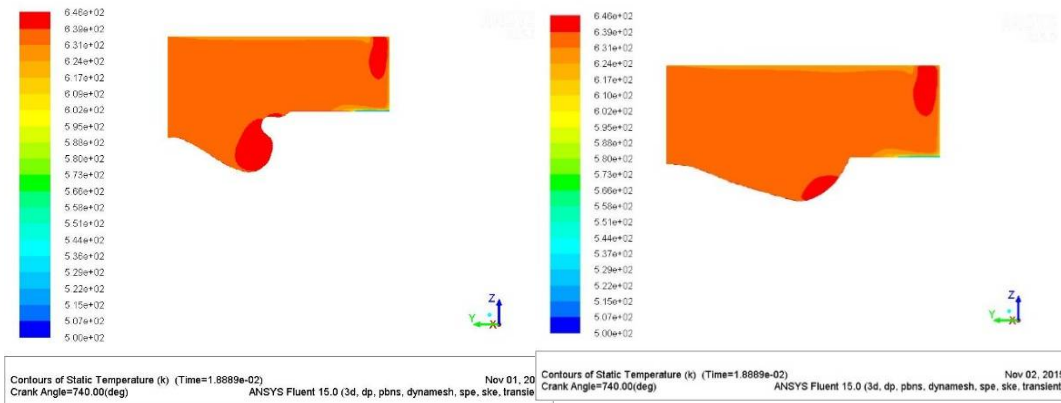 6.46e+02
6.39e+02
6.31e+02
6.24e+02
6.17e+02
6.09e+02
6.02e+02
5.95e+02
5.88e+02
5.80e+02
5.73e+02
5.66e+02
5.58e+02
5.51e+02
5.44e+02
5.36e+02
5.29e+02
5.22e+02
5.15e+02
5.07e+02
5.00e+02
Z
Y
X
Contours of Static Temperature (k) (Time=1.8889e-02)
Nov 01, 20
Crank Angle=740.00(deg)
ANSYS Fluent 15.0 (3d, dp, pbns, dynamesh, spe, ske, transie
6.46e+02
6.39e+02
6.31e+02
6.24e+02
6.17e+02
6.10e+02
6.02e+02
5.95e+02
5.88e+02
5.80e+02
5.73e+02
5.66e+02
5.58e+02
5.51e+02
5.44e+02
5.37e+02
5.29e+02
5.22e+02
5.15e+02
5.07e+02
5.00e+02
Z
Y
X
Contours of Static Temperature (k) (Time=1.8889e-02)
Nov 02, 2015
Crank Angle=740.00(deg)
ANSYS Fluent 15.0 (3d, dp, pbns, dynamesh, spe, ske, transient